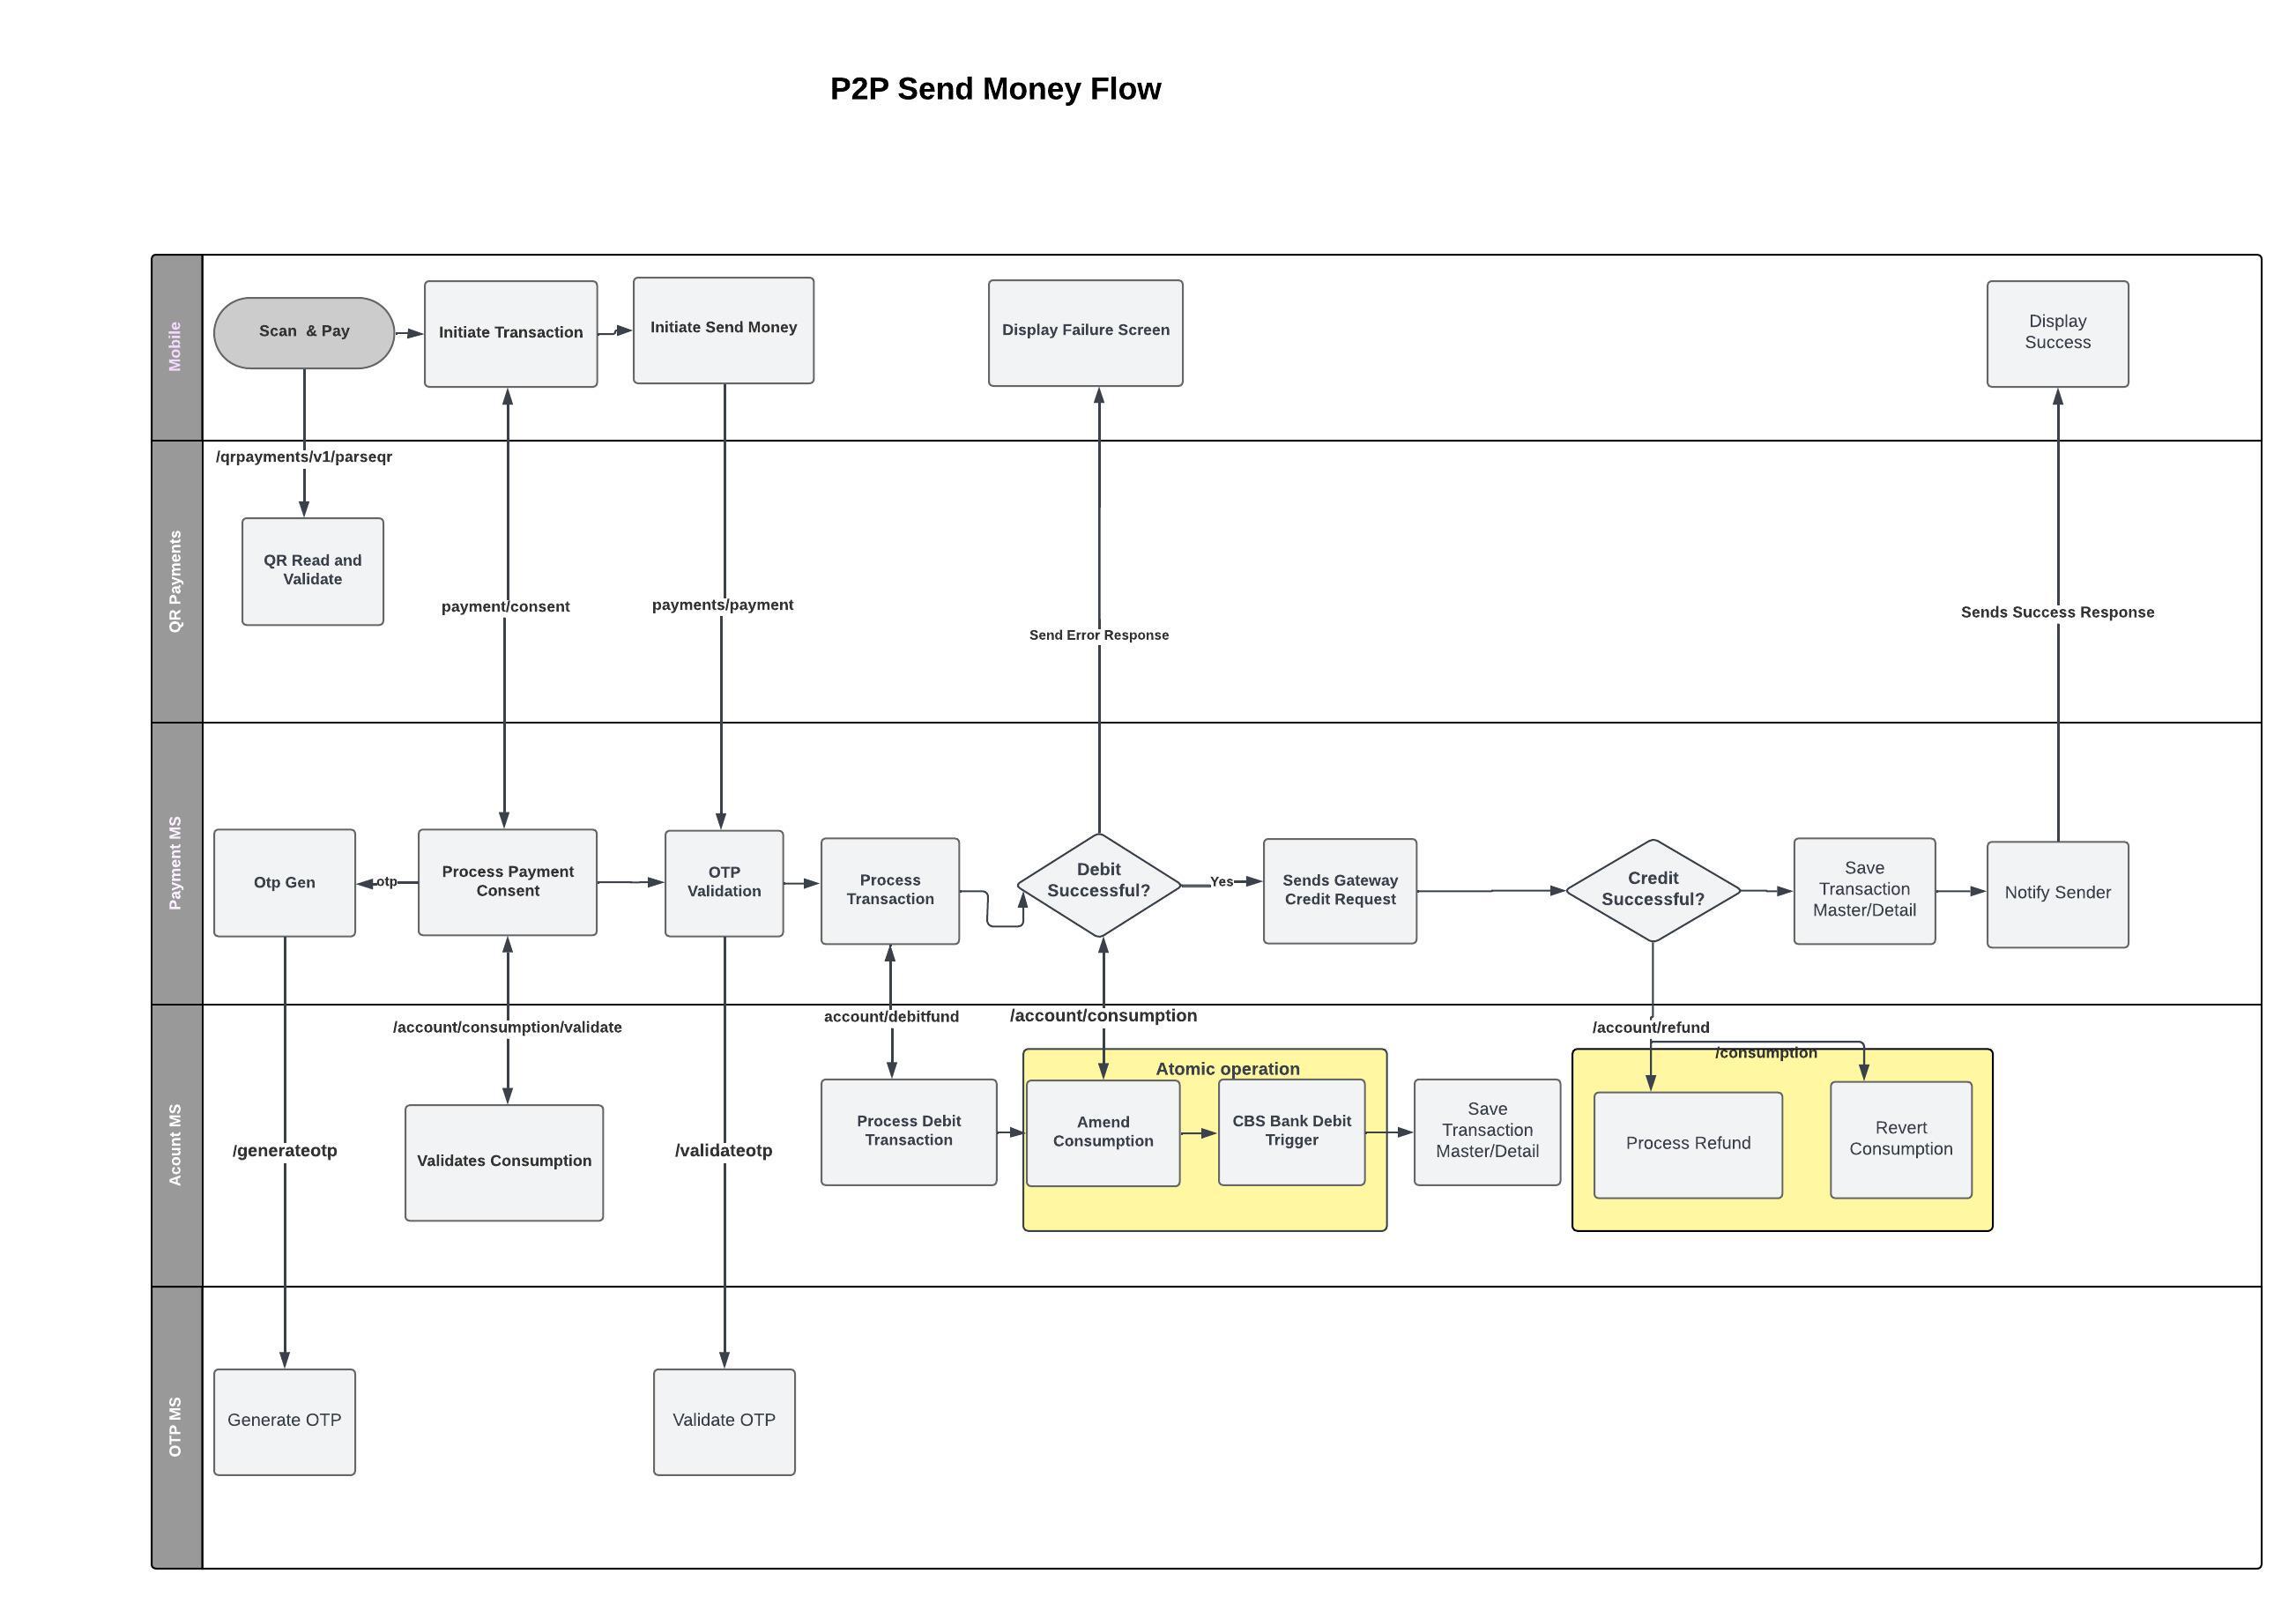 P2P Send Money Flow
Mobile
Scan  & Pay
Initiate Transaction
Initiate Send Money
Display Failure Screen
Display
Success
QR Payments
/qrpayments/v1/parseqr
QR Read and
Validate
payment/consent
payments/payment
Send Error Response
Sends Success Response
Payment MS
Otp Gen
otp
Process Payment
Consent
OTP
Validation
Process
Transaction
Debit
Successful?
Yes
Sends Gateway
Credit Request
Credit
Successful?
Save
Transaction
Master/Detail
Notify Sender
Acount MS
/generateotp
/account/consumption/validate
Validates Consumption
/validateotp
account/debitfund
Process Debit
Transaction
/account/consumption
Atomic operation
Amend
Consumption
CBS Bank Debit
Trigger
Save
Transaction
Master/Detail
/account/refund
/consumption
Process Refund
Revert
Consumption
OTP MS
Generate OTP
Validate OTP